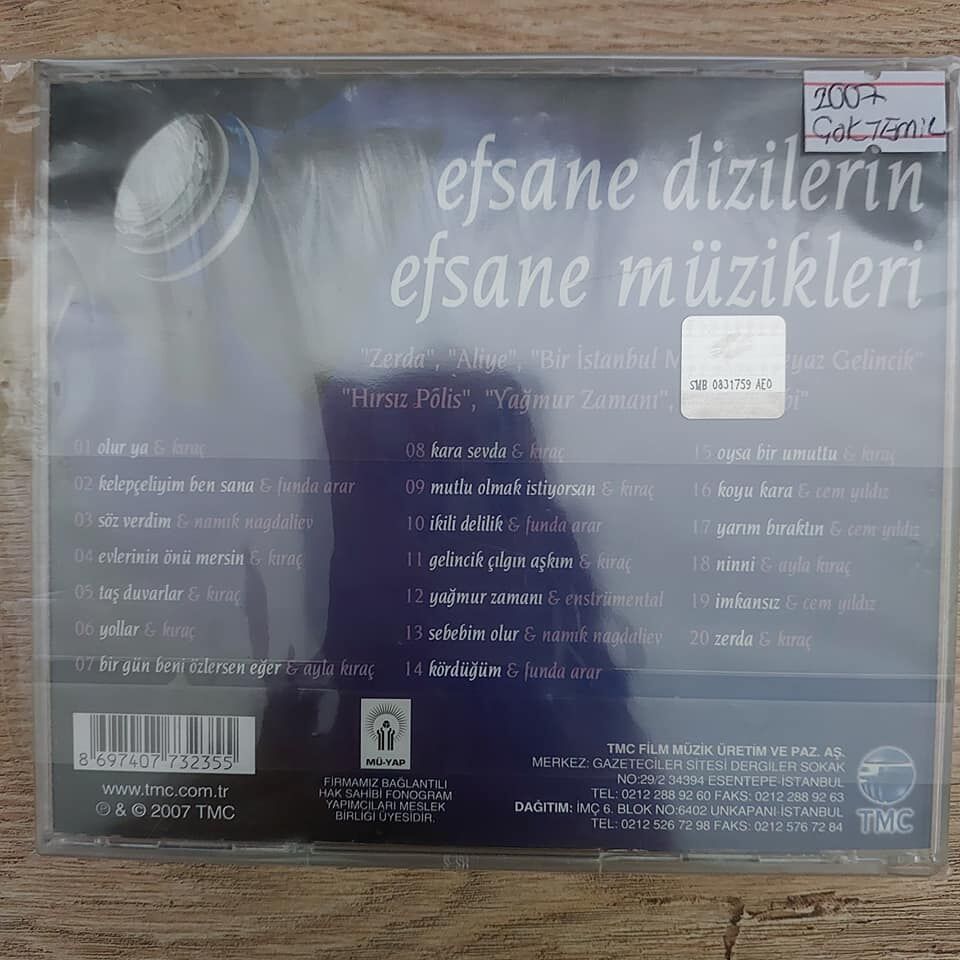 2007
GÖKTEMİL
efsane dizilerin
efsane müzikleri
"Zerda", "Aliye", "Bir İstanbul Gelincik"
"Hırsız Polis", "Yağmur Zamanı",
SMB 0831759 AEO
01 olur ya & kıraç
02 kelepçeliyim ben sana & funda arar
03 söz verdim & namık nagdaliev
04 evlerinin önü mersin & kıraç
05 taş duvarlar & kıraç
06 yollar & kıraç
07 bir gün beni özlersen eğer & ayla kıraç
08 kara sevda & kıraç
09 mutlu olmak istiyorsan & kıraç
10 ikili delilik & funda arar
11 gelincik çılgın aşkım & kıraç
12 yağmur zamanı & enstrümental
13 sebebim olur & namık nagdaliev
14 kördüğüm & funda arar
15 oysa bir umuttu & kıraç
16 koyu kara & cem yıldız
17 yarım bıraktın & cem yıldız
18 ninni & ayla kıraç
19 imkansız & cem yıldız
20 zerda & kıraç
8 697407 732355
www.tmc.com.tr
℗ & © 2007 TMC
MÜ-YAP
FİRMAMIZ BAĞLANTILI
HAK SAHİBİ FONOGRAM
YAPIMCILARI MESLEK
BİRLİĞİ ÜYESİDİR.
TMC FİLM MÜZİK ÜRETİM VE PAZ. AŞ.
MERKEZ: GAZETECİLER SİTESİ DERGİLER SOKAK
NO:29/2 34394 ESENTEPE-İSTANBUL
TEL: 0212 288 92 60 FAKS: 0212 288 92 63
DAĞITIM: İMÇ 6. BLOK NO:6402 UNKAPANI-İSTANBUL
TEL: 0212 526 72 98 FAKS: 0212 576 72 84
TMC